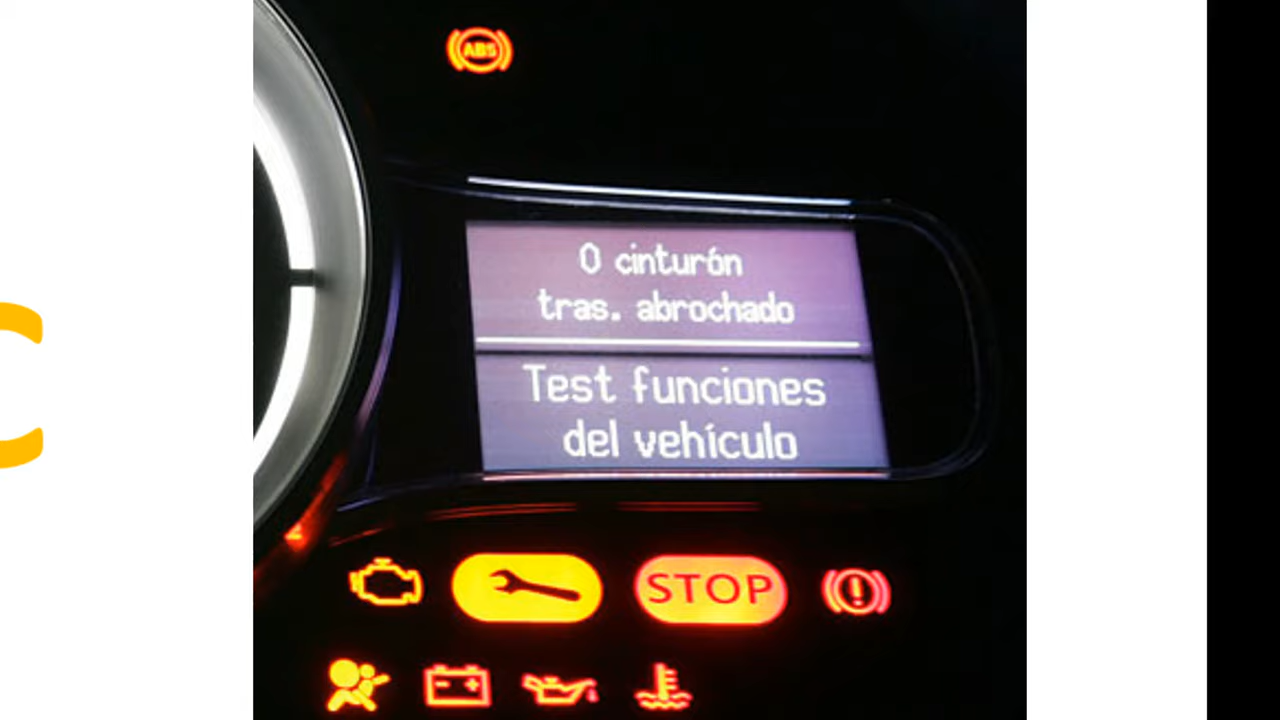 ABS
0 cinturón
tras. abrochado
Test funciones
del vehículo
STOP